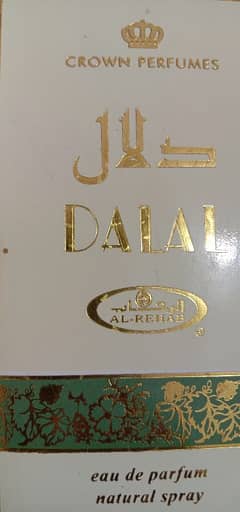 CROWN PERFUMES
دلال
DALAL
الرحاب
AL-REHAB
eau de parfum
natural spray